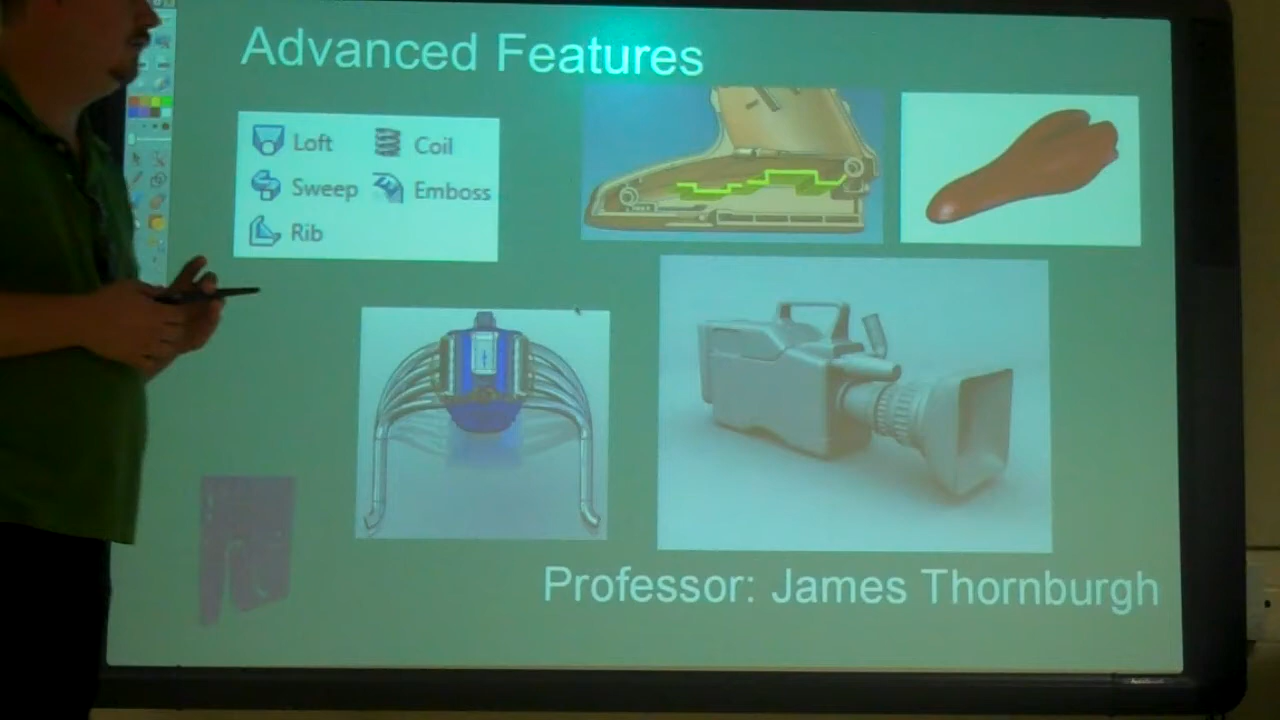 Advanced Features
Loft Coil
Sweep Emboss
Rib
Professor: James Thornburgh